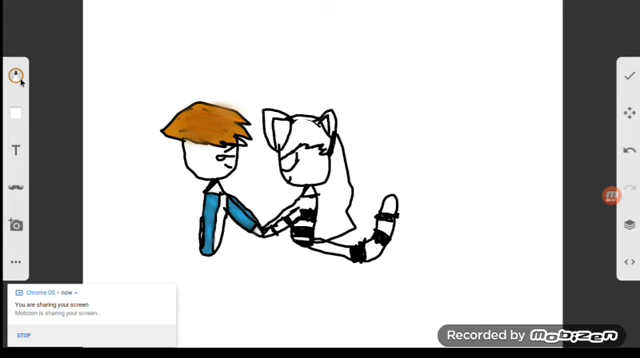 T
Chrome OS • now
You are sharing your screen
Mobizen is sharing your screen.
STOP
Recorded by mobizen